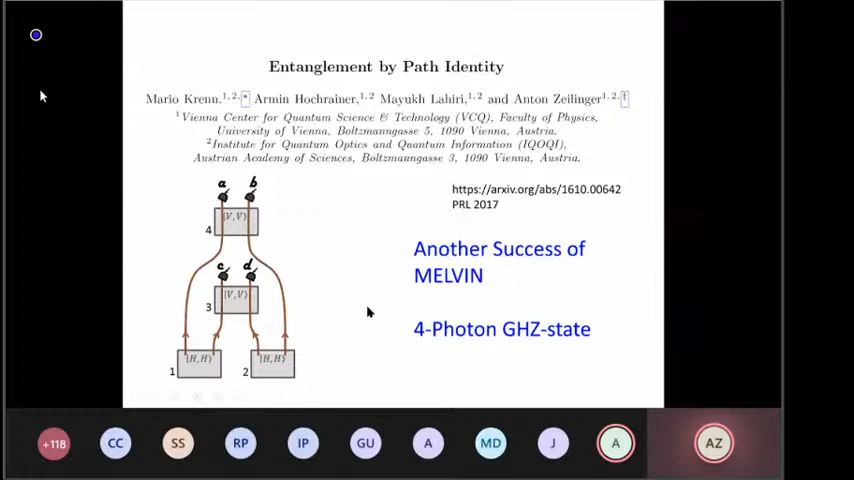 Entanglement by Path Identity
Mario Krenn,1, 2, * Armin Hochrainer,1, 2 Mayukh Lahiri,1, 2 and Anton Zeilinger1, 2, †
1Vienna Center for Quantum Science & Technology (VCQ), Faculty of Physics,
University of Vienna, Boltzmanngasse 5, 1090 Vienna, Austria.
2Institute for Quantum Optics and Quantum Information (IQOQI),
Austrian Academy of Sciences, Boltzmanngasse 3, 1090 Vienna, Austria.
a b
|V,V⟩
4
c d
|V,V⟩
3
|H,H⟩ |H,H⟩
1 2
https://arxiv.org/abs/1610.00642
PRL 2017
Another Success of
MELVIN
4-Photon GHZ-state
+118 CC SS RP IP GU A MD J A AZ